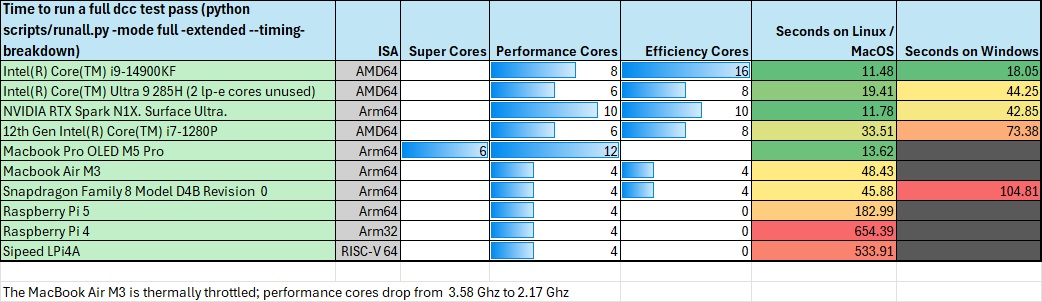 Time to run a full dcc test pass (python
scripts/runall.py -mode full -extended --timing-
breakdown) ISA Super Cores Performance Cores Efficiency Cores Seconds on Linux / MacOS Seconds on Windows
Intel(R) Core(TM) i9-14900KF AMD64 8 16 11.48 18.05
Intel(R) Core(TM) Ultra 9 285H (2 lp-e cores unused) AMD64 6 8 19.41 44.25
NVIDIA RTX Spark N1X. Surface Ultra. Arm64 10 10 11.78 42.85
12th Gen Intel(R) Core(TM) i7-1280P AMD64 6 8 33.51 73.38
Macbook Pro OLED M5 Pro Arm64 6 12 13.62
Macbook Air M3 Arm64 4 4 48.43
Snapdragon Family 8 Model D4B Revision 0 Arm64 4 4 45.88 104.81
Raspberry Pi 5 Arm64 4 0 182.99
Raspberry Pi 4 Arm32 4 0 654.39
Sipeed LPi4A RISC-V 64 4 0 533.91
The MacBook Air M3 is thermally throttled; performance cores drop from 3.58 Ghz to 2.17 Ghz